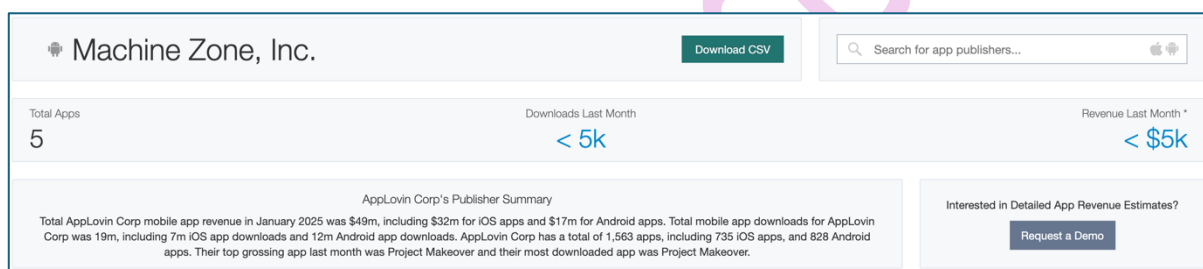 Machine Zone, Inc.
Download CSV
Search for app publishers...
Total Apps
5
Downloads Last Month
< 5k
Revenue Last Month *
< $5k
AppLovin Corp's Publisher Summary
Total AppLovin Corp mobile app revenue in January 2025 was $49m, including $32m for iOS apps and $17m for Android apps. Total mobile app downloads for AppLovin
Corp was 19m, including 7m iOS app downloads and 12m Android app downloads. AppLovin Corp has a total of 1,563 apps, including 735 iOS apps, and 828 Android
apps. Their top grossing app last month was Project Makeover and their most downloaded app was Project Makeover.
Interested in Detailed App Revenue Estimates?
Request a Demo